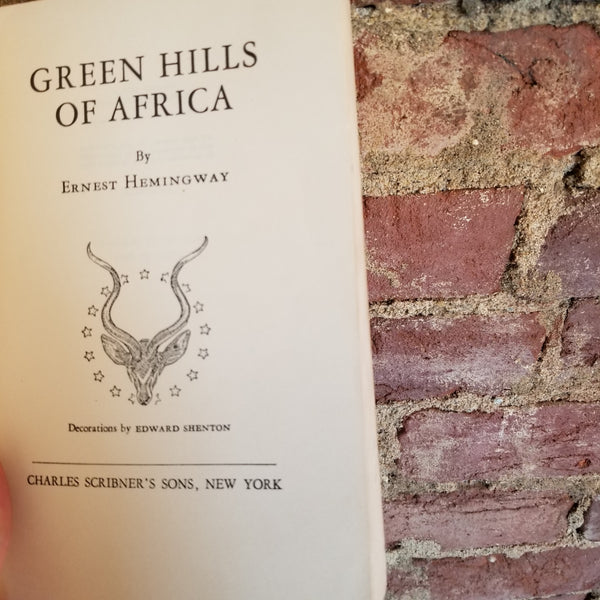 GREEN HILLS
OF AFRICA
By
ERNEST HEMINGWAY
Decorations by EDWARD SHENTON
CHARLES SCRIBNER'S SONS, NEW YORK